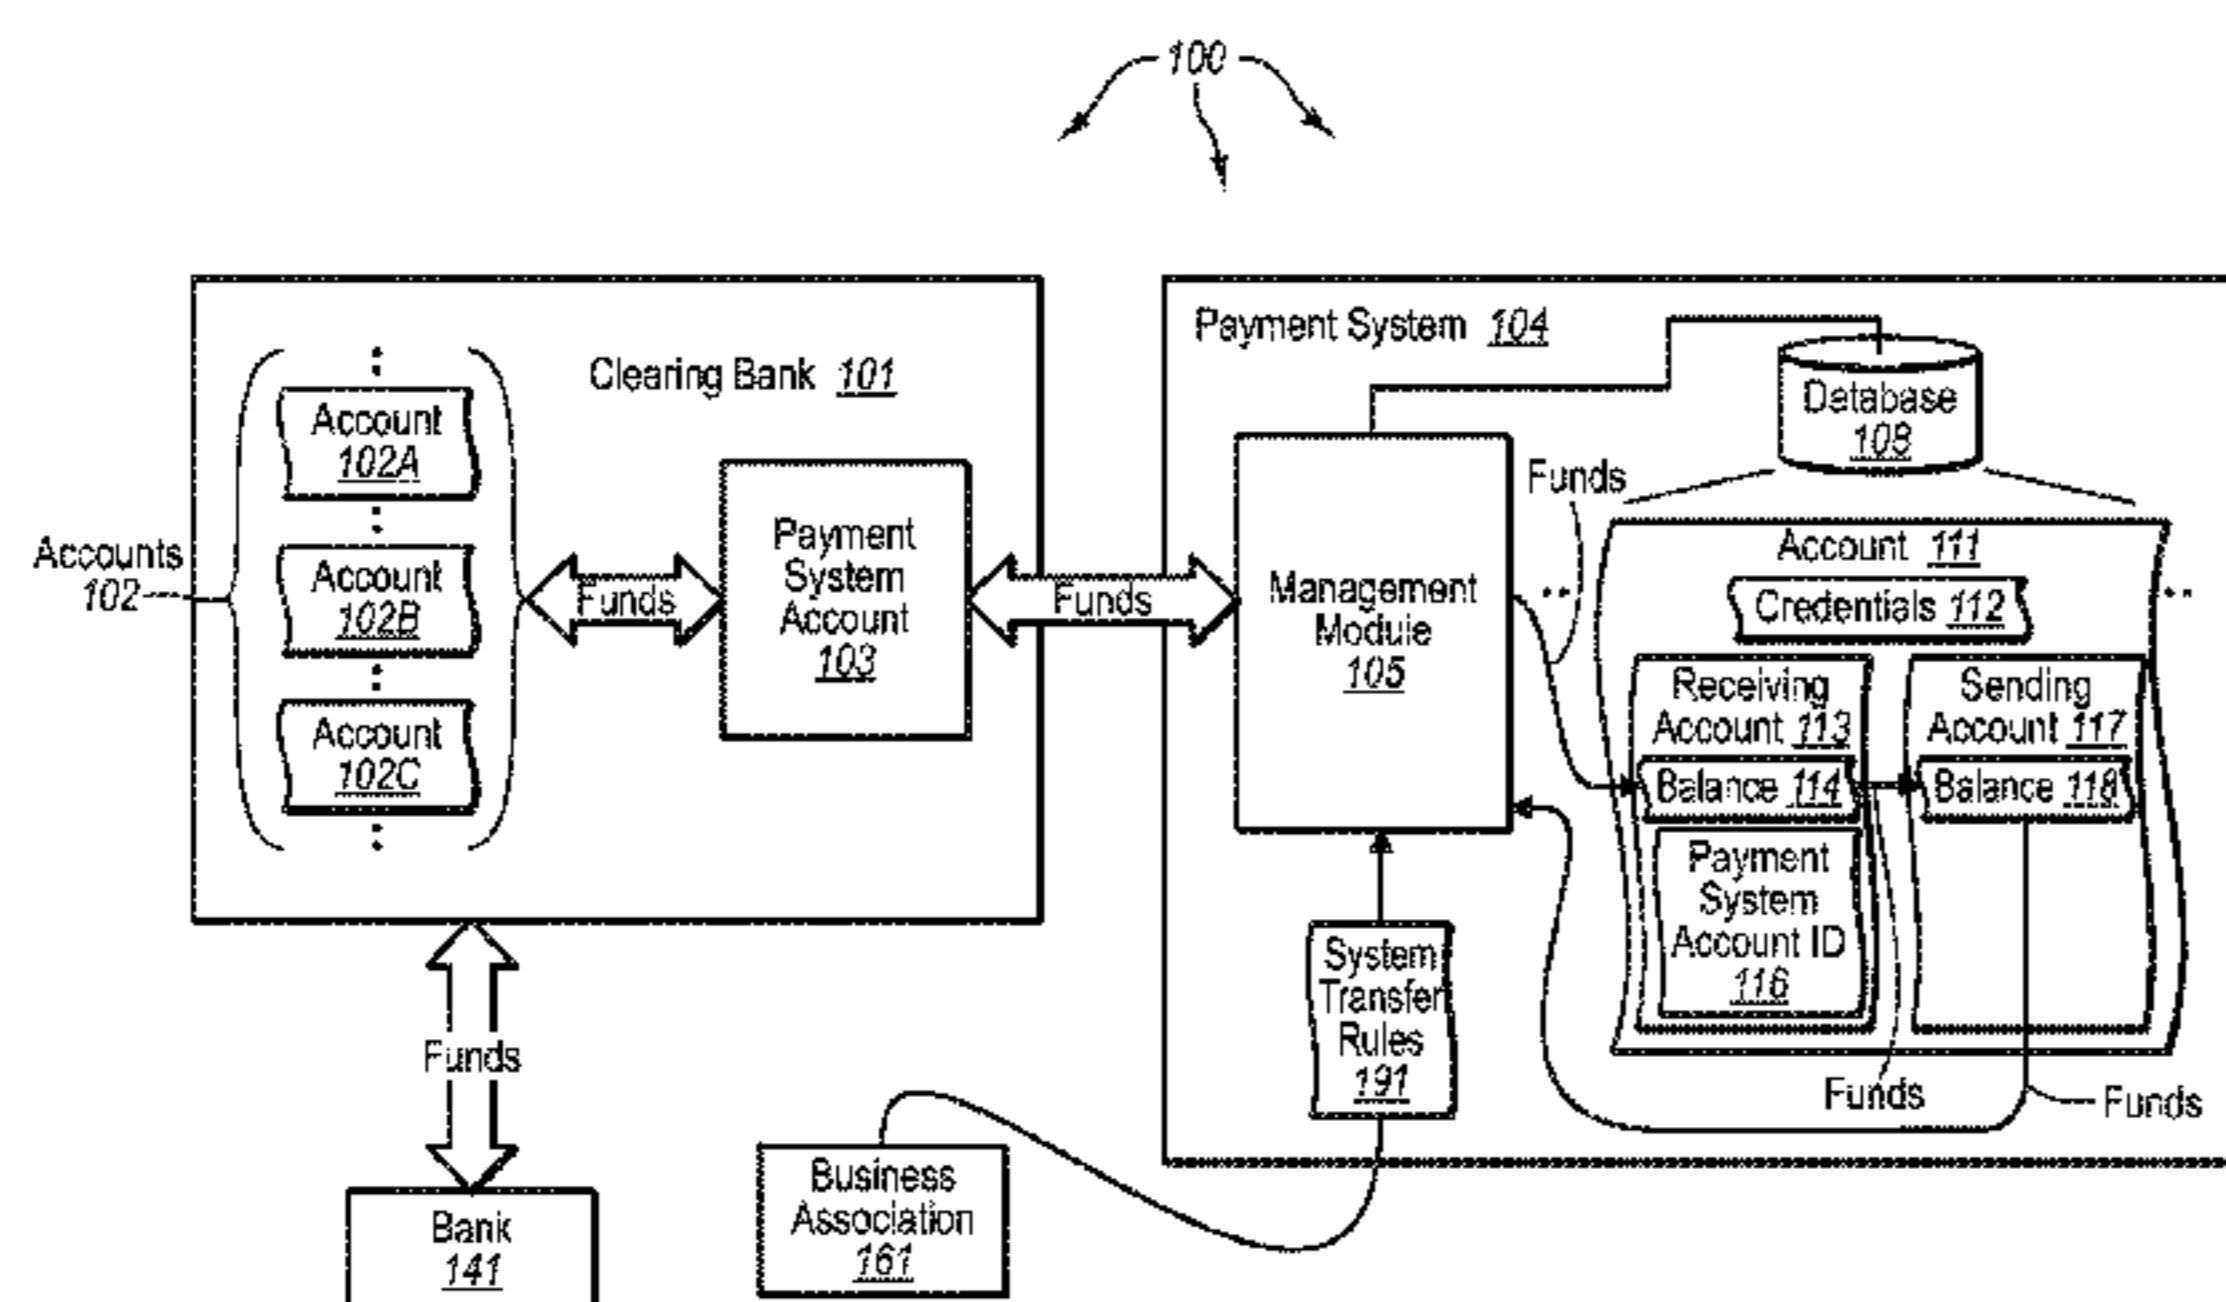 100
Clearing Bank 101
Accounts
102
Account
102A
Account
102B
Account
102C
Funds
Payment
System
Account
103
Funds
Funds
Bank
141
Business
Association
161
Payment System 104
Management
Module
105
System
Transfer
Rules
191
Database
108
Funds
Account 111
Credentials 112
Receiving
Account 113
Balance 114
Payment
System
Account ID
116
Sending
Account 117
Balance 118
Funds
Funds